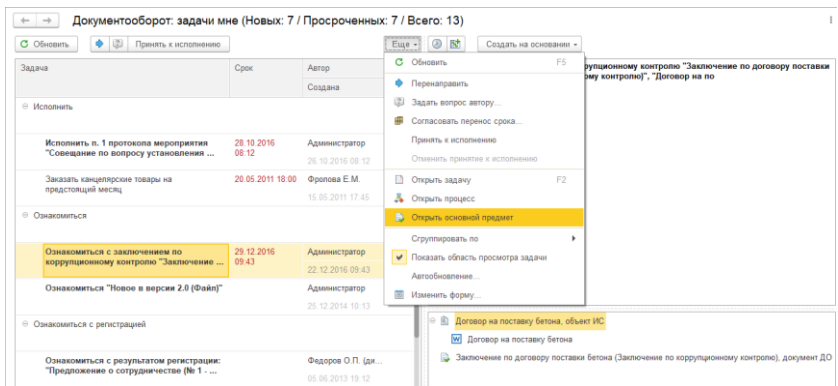 Документооборот: задачи мне (Новых: 7 / Просроченных: 7 / Всего: 13)
Обновить
Принять к исполнению
Еще
Создать на основании
Задача
Срок
Автор
Создана
Исполнить
Исполнить п. 1 протокола мероприятия
"Совещание по вопросу установления ...
28.10.2016
08:12
Администратор
26.10.2016 08:12
Заказать канцелярские товары на
предстоящий месяц
20.05.2011 18:00
Фролова Е.М.
15.05.2011 17:45
Ознакомиться
Ознакомиться с заключением по
коррупционному контролю "Заключение ...
29.12.2016
09:43
Администратор
22.12.2016 09:43
Ознакомиться "Новое в версии 2.0 (Файл)"
Администратор
25.12.2014 10:13
Ознакомиться с регистрацией
Ознакомиться с результатом регистрации:
"Предложение о сотрудничестве (№ 1 - ...
Федоров О.П. (ди...
05.06.2013 19:12
Обновить F5
Перенаправить
Задать вопрос автору...
Согласовать перенос срока...
Принять к исполнению
Отменить принятие к исполнению
Открыть задачу F2
Открыть процесс
Открыть основной предмет
Сгруппировать по
Показать область просмотра задачи
Автообновление...
Изменить форму...
ррупционному контролю "Заключение по договору поставки
ому контролю)", "Договор на по
Договор на поставку бетона, объект ИС
Договор на поставку бетона
Заключение по договору поставки бетона (Заключение по коррупционному контролю), документ ДО